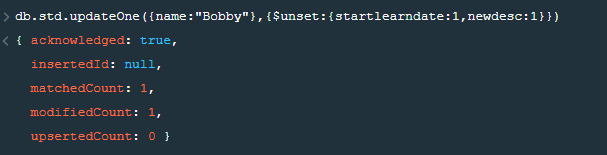 > db.std.updateOne({name:"Bobby"},{$unset:{startlearndate:1,newdesc:1}})
< { acknowledged: true,
insertedId: null,
matchedCount: 1,
modifiedCount: 1,
upsertedCount: 0 }